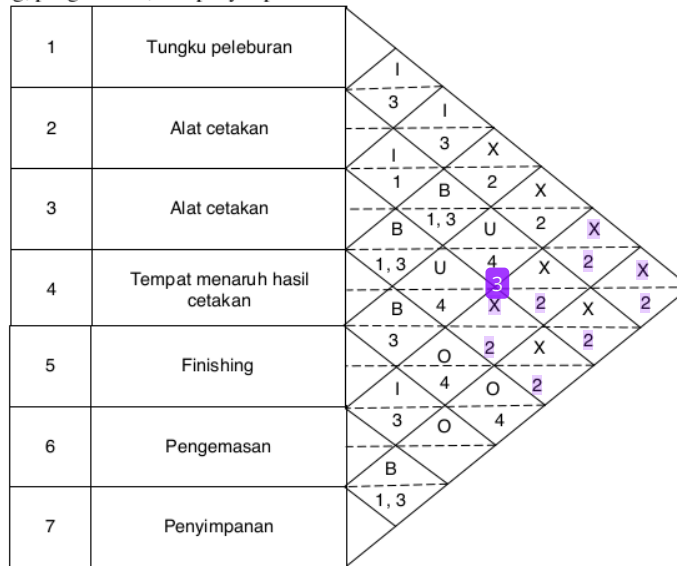 1
Tungku peleburan
2
Alat cetakan
3
Alat cetakan
4
Tempat menaruh hasil
cetakan
5
Finishing
6
Pengemasan
7
Penyimpanan
I
3
I
3
X
I
1
B
2
X
B
1, 3
U
2
X
1, 3
U
4
X
2
X
3
B
4
X
2
X
2
3
O
2
X
2
I
4
O
2
3
O
4
B
1, 3